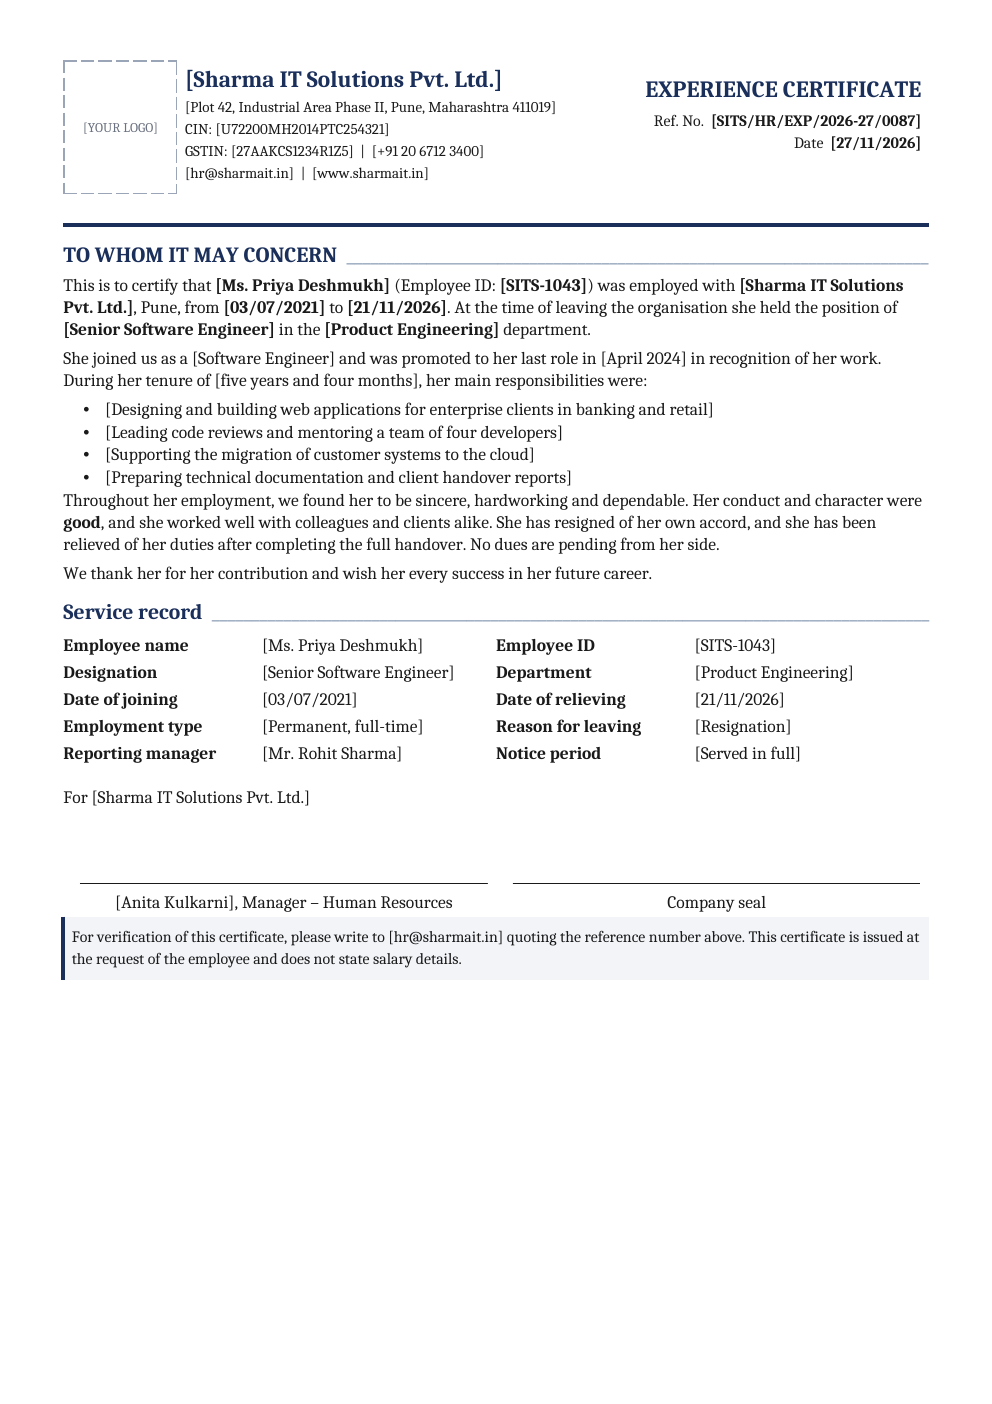 [YOUR LOGO]
[Sharma IT Solutions Pvt. Ltd.]
[Plot 42, Industrial Area Phase II, Pune, Maharashtra 411019]
CIN: [U72200MH2014PTC254321]
GSTIN: [27AAKCS1234R1Z5] | [+91 20 6712 3400]
[hr@sharmait.in] | [www.sharmait.in]
EXPERIENCE CERTIFICATE
Ref. No. [SITS/HR/EXP/2026-27/0087]
Date [27/11/2026]
TO WHOM IT MAY CONCERN
This is to certify that [Ms. Priya Deshmukh] (Employee ID: [SITS-1043]) was employed with [Sharma IT Solutions
Pvt. Ltd.], Pune, from [03/07/2021] to [21/11/2026]. At the time of leaving the organisation she held the position of
[Senior Software Engineer] in the [Product Engineering] department.
She joined us as a [Software Engineer] and was promoted to her last role in [April 2024] in recognition of her work.
During her tenure of [five years and four months], her main responsibilities were:
• [Designing and building web applications for enterprise clients in banking and retail]
• [Leading code reviews and mentoring a team of four developers]
• [Supporting the migration of customer systems to the cloud]
• [Preparing technical documentation and client handover reports]
Throughout her employment, we found her to be sincere, hardworking and dependable. Her conduct and character were
good, and she worked well with colleagues and clients alike. She has resigned of her own accord, and she has been
relieved of her duties after completing the full handover. No dues are pending from her side.
We thank her for her contribution and wish her every success in her future career.
Service record
Employee name [Ms. Priya Deshmukh] Employee ID [SITS-1043]
Designation [Senior Software Engineer] Department [Product Engineering]
Date of joining [03/07/2021] Date of relieving [21/11/2026]
Employment type [Permanent, full-time] Reason for leaving [Resignation]
Reporting manager [Mr. Rohit Sharma] Notice period [Served in full]
For [Sharma IT Solutions Pvt. Ltd.]
[Anita Kulkarni], Manager – Human Resources
Company seal
For verification of this certificate, please write to [hr@sharmait.in] quoting the reference number above. This certificate is issued at
the request of the employee and does not state salary details.